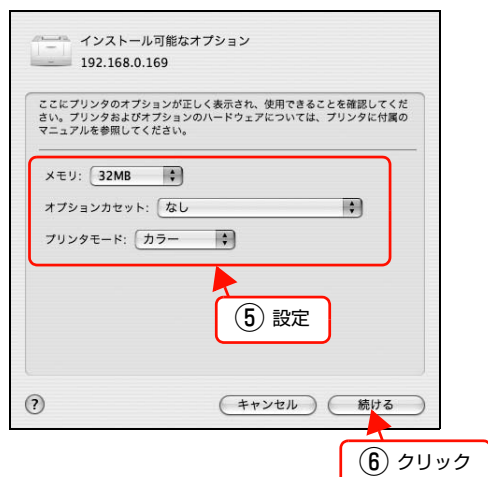 インストール可能なオプション
192.168.0.169
ここにプリンタのオプションが正しく表示され、使用できることを確認してくだ
さい。プリンタおよびオプションのハードウェアについては、プリンタに付属の
マニュアルを参照してください。
メモリ: 32MB
オプションカセット: なし
プリンタモード: カラー
⑤ 設定
? キャンセル 続ける
⑥ クリック